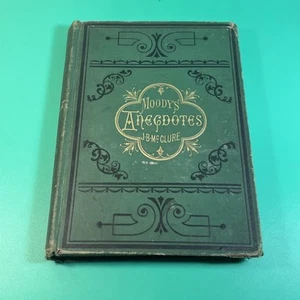 MOODY'S
ANECDOTES
J.B. McCLURE